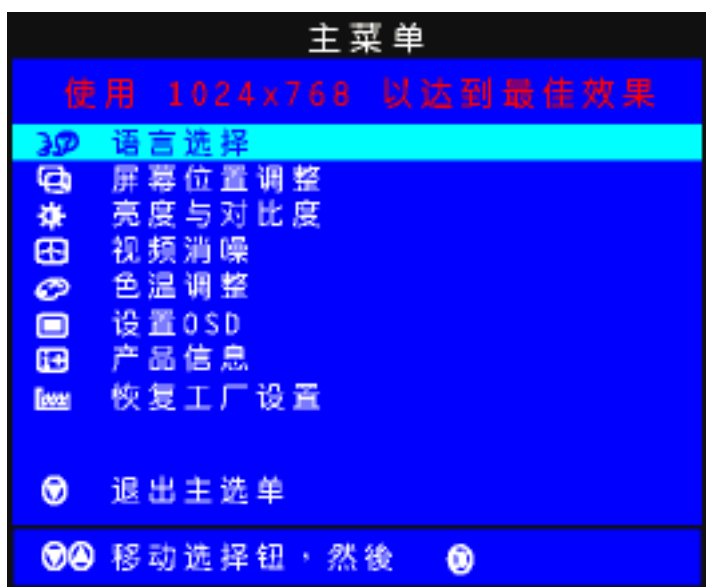 主菜单
使用 1024x768 以达到最佳效果
语言选择
屏幕位置调整
亮度与对比度
视频消噪
色温调整
设置OSD
产品信息
恢复工厂设置
退出主选单
移动选择钮，然後